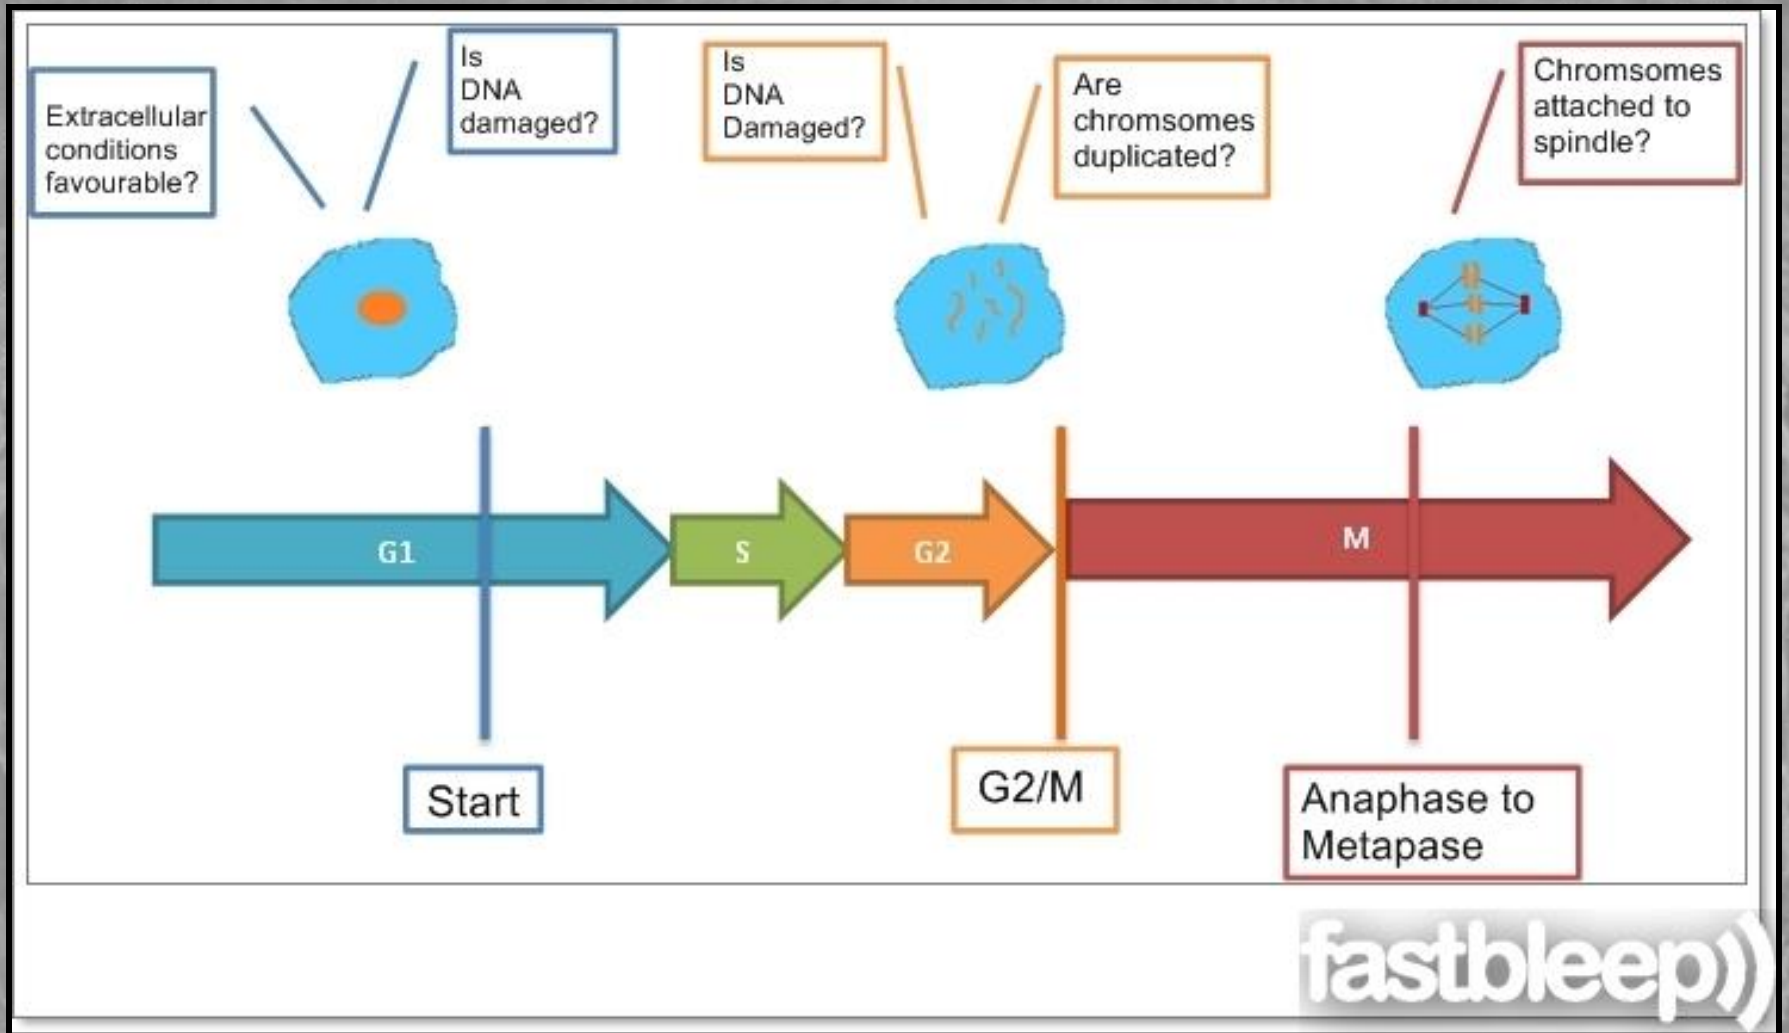 Extracellular
conditions
favourable?
Is
DNA
damaged?
Is
DNA
Damaged?
Are
chromsomes
duplicated?
Chromsomes
attached to
spindle?
G1
S
G2
M
Start
G2/M
Anaphase to
Metapase
fastbleep))